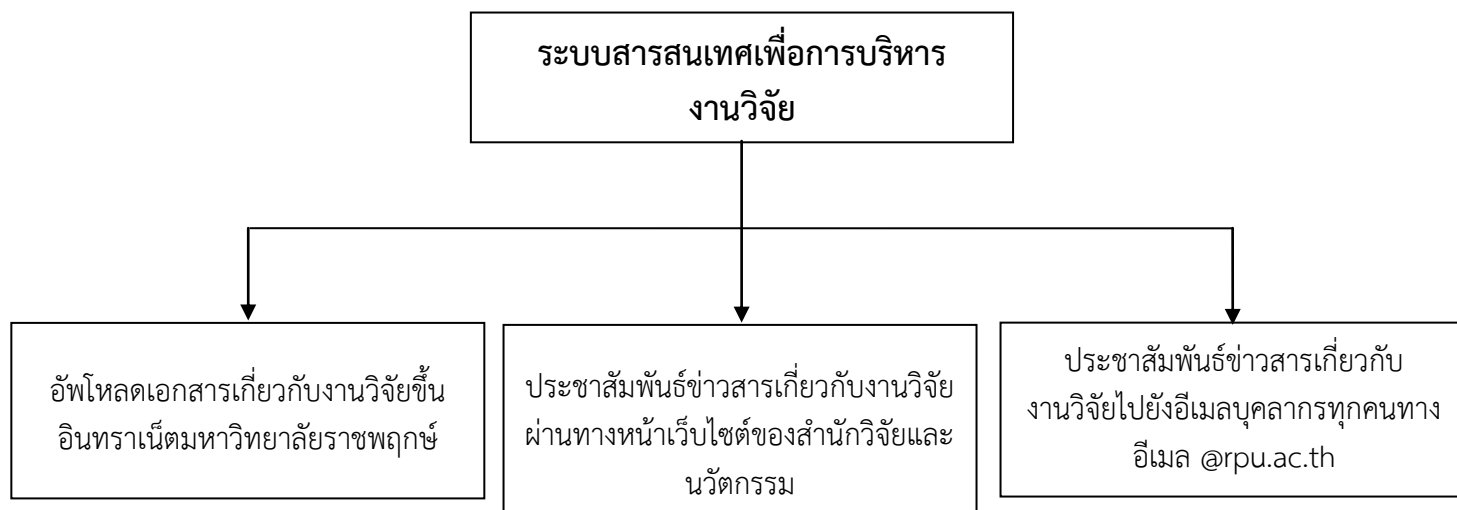 ระบบสารสนเทศเพื่อการบริหาร
งานวิจัย
อัพโหลดเอกสารเกี่ยวกับงานวิจัยขึ้น
อินทราเน็ตมหาวิทยาลัยราชพฤกษ์
ประชาสัมพันธ์ข่าวสารเกี่ยวกับงานวิจัย
ผ่านทางหน้าเว็บไซต์ของสำนักวิจัยและ
นวัตกรรม
ประชาสัมพันธ์ข่าวสารเกี่ยวกับ
งานวิจัยไปยังอีเมลบุคลากรทุกคนทาง
อีเมล @rpu.ac.th